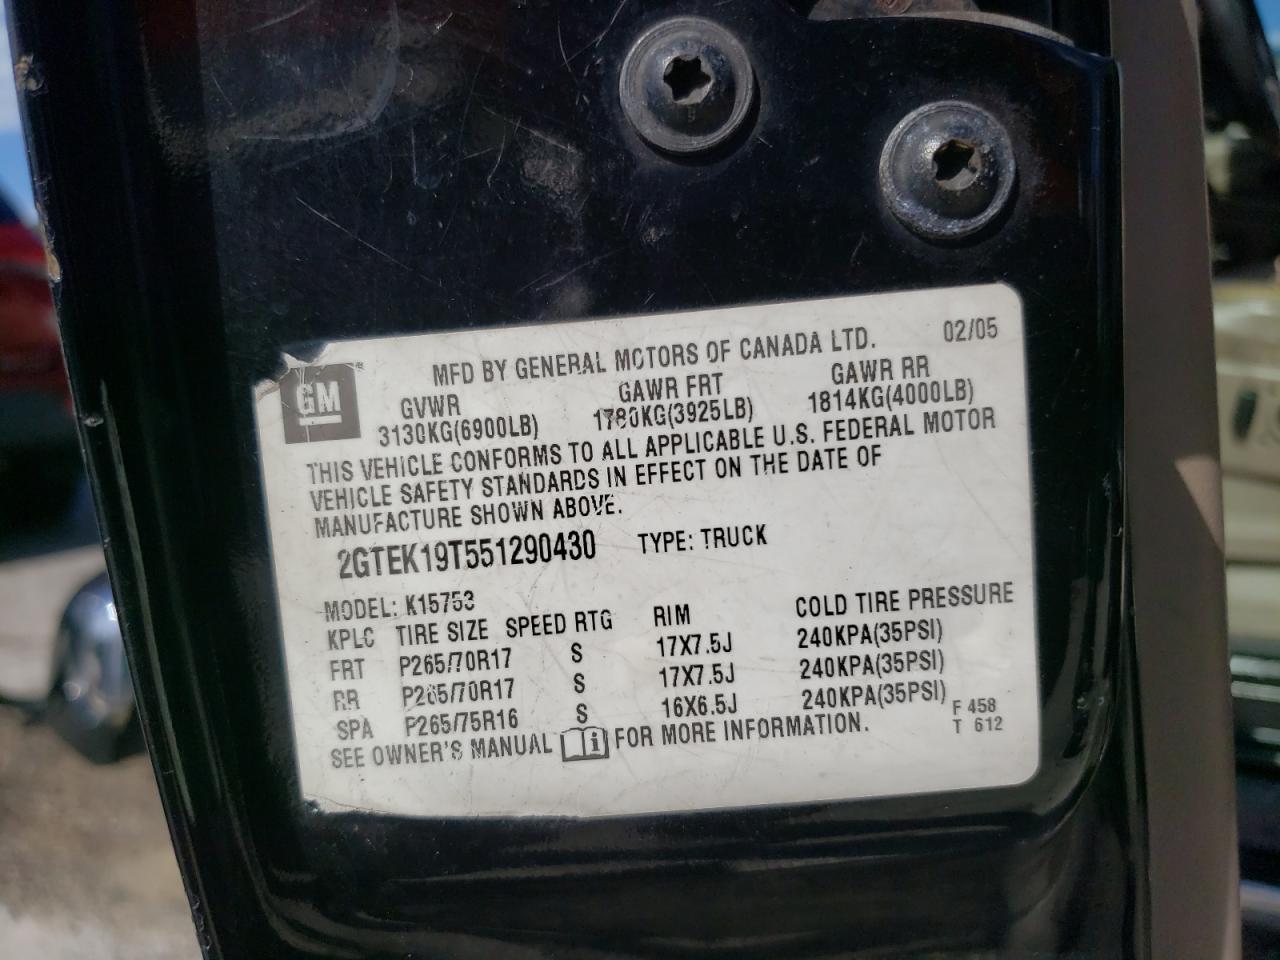 MFD BY GENERAL MOTORS OF CANADA LTD. 02/05
GM
GVWR GAWR FRT GAWR RR
3130KG(6900LB) 1780KG(3925LB) 1814KG(4000LB)
THIS VEHICLE CONFORMS TO ALL APPLICABLE U.S. FEDERAL MOTOR
VEHICLE SAFETY STANDARDS IN EFFECT ON THE DATE OF
MANUFACTURE SHOWN ABOVE.
2GTEK19T551290430 TYPE: TRUCK
MODEL: K15753
KPLC TIRE SIZE SPEED RTG RIM COLD TIRE PRESSURE
FRT P265/70R17 S 17X7.5J 240KPA(35PSI)
RR P265/70R17 S 17X7.5J 240KPA(35PSI)
SPA P265/75R16 S 16X6.5J 240KPA(35PSI)
SEE OWNER'S MANUAL i FOR MORE INFORMATION.
F 458
T 612